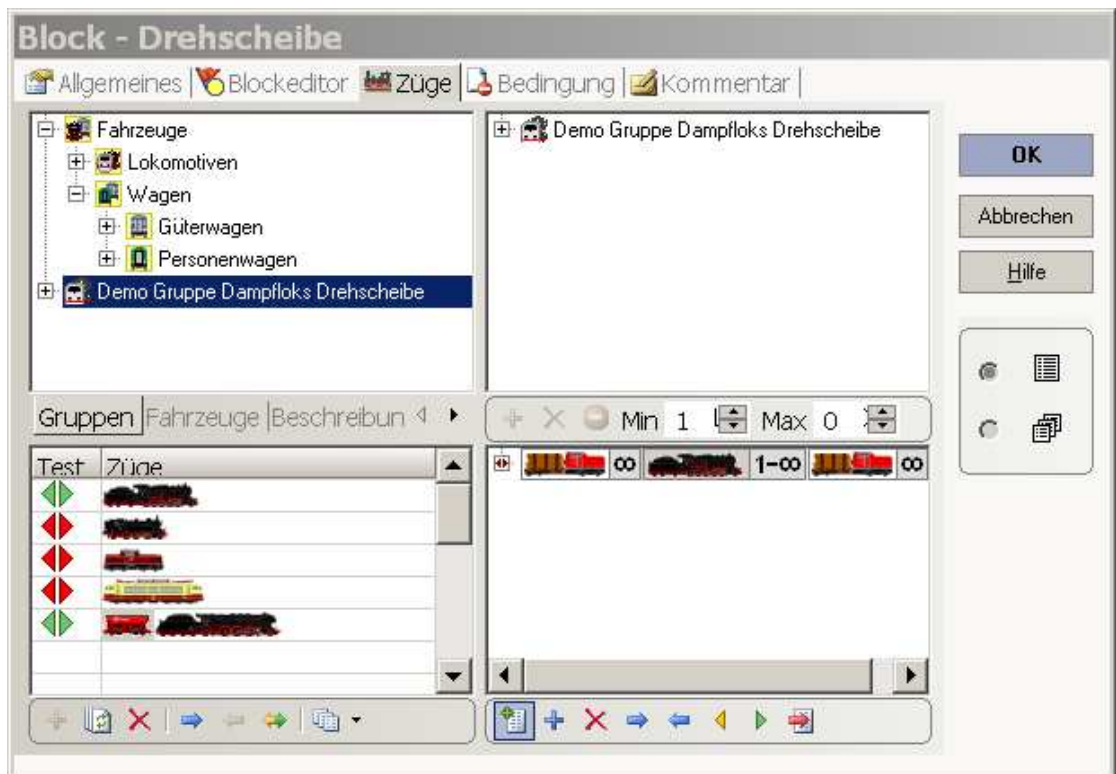 Block - Drehscheibe
Allgemeines Blockeditor Züge Bedingung Kommentar
Fahrzeuge
Lokomotiven
Wagen
Güterwagen
Personenwagen
Demo Gruppe Dampfloks Drehscheibe
Demo Gruppe Dampfloks Drehscheibe
OK
Abbrechen
Hilfe
Gruppen Fahrzeuge Beschreibun
Min 1 Max 0
Test Züge
∞ 1-∞ ∞